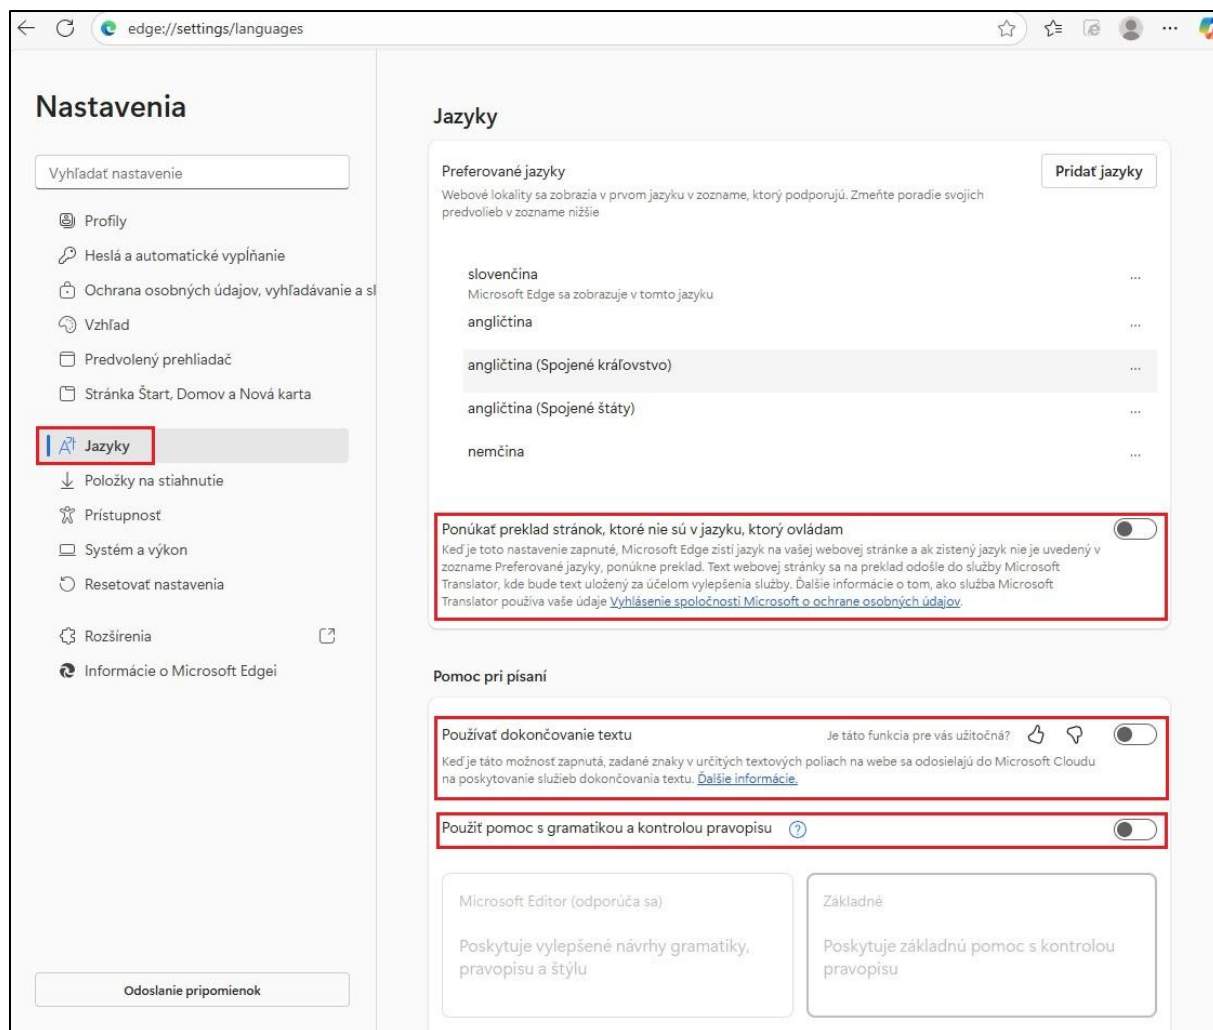 edge://settings/languages
Nastavenia
Vyhľadať nastavenie
Profily
Heslá a automatické vypĺňanie
Ochrana osobných údajov, vyhľadávanie a sl
Vzhľad
Predvolený prehliadač
Stránka Štart, Domov a Nová karta
Jazyky
Položky na stiahnutie
Prístupnosť
Systém a výkon
Resetovať nastavenia
Rozšírenia
Informácie o Microsoft Edgei
Odoslanie pripomienok
Jazyky
Preferované jazyky
Pridať jazyky
Webové lokality sa zobrazia v prvom jazyku v zozname, ktorý podporujú. Zmeňte poradie svojich
predvolieb v zozname nižšie
slovenčina
Microsoft Edge sa zobrazuje v tomto jazyku
angličtina
angličtina (Spojené kráľovstvo)
angličtina (Spojené štáty)
nemčina
Ponúkať preklad stránok, ktoré nie sú v jazyku, ktorý ovládam
Keď je toto nastavenie zapnuté, Microsoft Edge zistí jazyk na vašej webovej stránke a ak zistený jazyk nie je uvedený v
zozname Preferované jazyky, ponúkne preklad. Text webovej stránky sa na preklad odošle do služby Microsoft
Translator, kde bude text uložený za účelom vylepšenia služby. Ďalšie informácie o tom, ako služba Microsoft
Translator používa vaše údaje Vyhlásenie spoločnosti Microsoft o ochrane osobných údajov.
Pomoc pri písaní
Používať dokončovanie textu
Je táto funkcia pre vás užitočná?
Keď je táto možnosť zapnutá, zadané znaky v určitých textových poliach na webe sa odosielajú do Microsoft Cloudu
na poskytovanie služieb dokončovania textu. Ďalšie informácie.
Použiť pomoc s gramatikou a kontrolou pravopisu
Microsoft Editor (odporúča sa)
Poskytuje vylepšené návrhy gramatiky,
pravopisu a štýlu
Základné
Poskytuje základnú pomoc s kontrolou
pravopisu